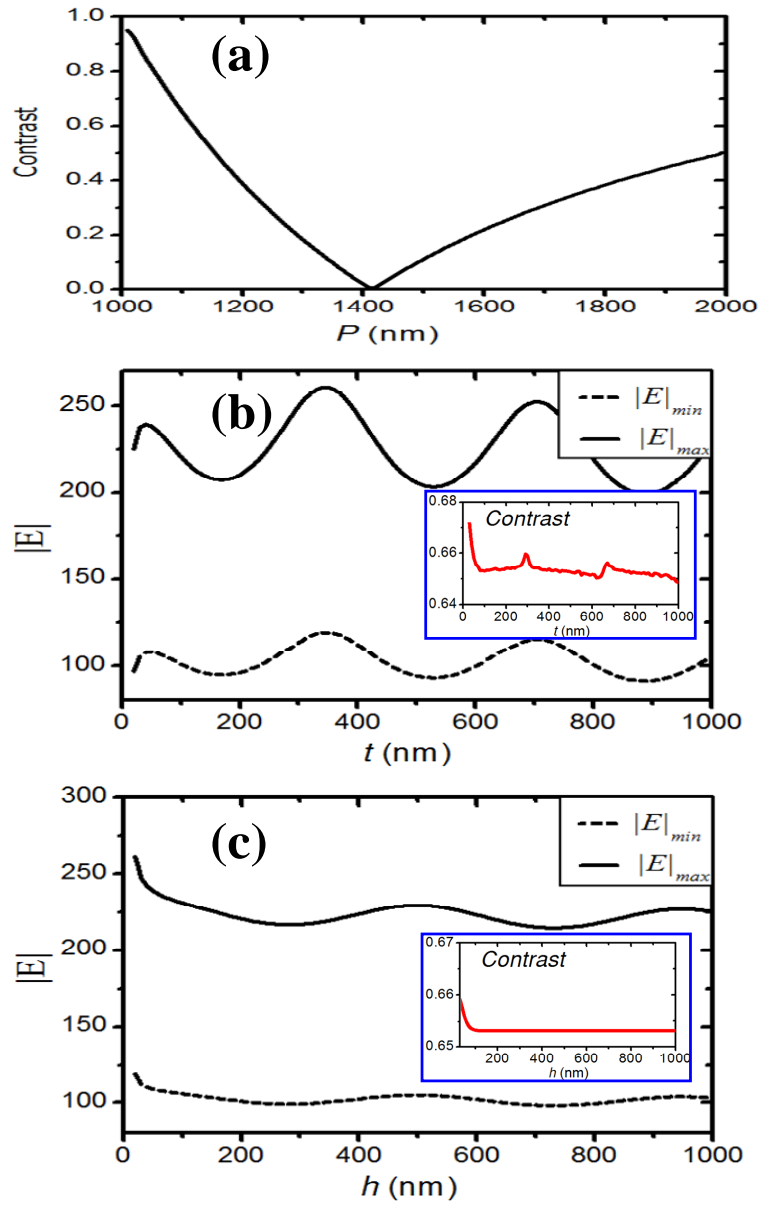 (a)
Contrast
1.0
0.8
0.6
0.4
0.2
0.0
1000 1200 1400 1600 1800 2000
P (nm)
(b)
|E|
250
200
150
100
|E|min
|E|max
0.68
0.66
0.64
Contrast
0 200 400 600 800 1000
t (nm)
0 200 400 600 800 1000
t (nm)
(c)
|E|
300
250
200
150
100
|E|min
|E|max
0.67
0.66
0.65
Contrast
200 400 600 800 1000
h (nm)
0 200 400 600 800 1000
h (nm)